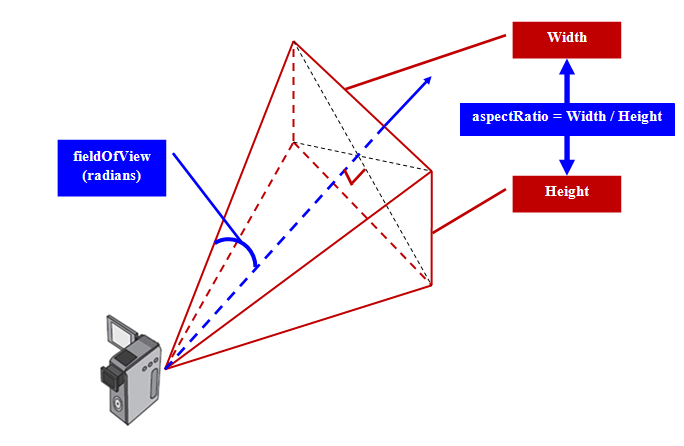 Width
aspectRatio = Width / Height
fieldOfView
(radians)
Height